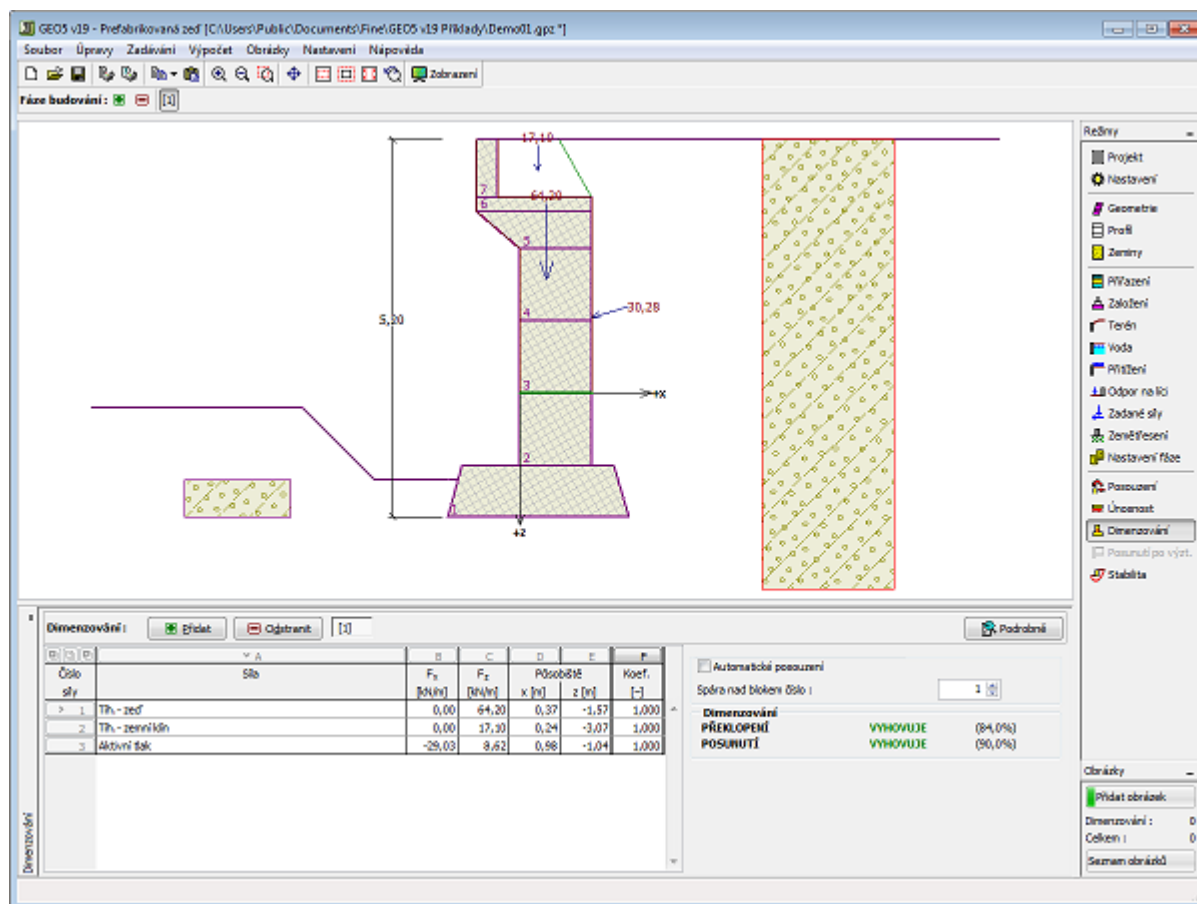 GEO5 v19 - Prefabrikovaná zeď [C:\Users\Public\Documents\Fine\GEO5 v19 Příklady\Demo01.gpz *]
Soubor Úpravy Zadávání Výpočet Obrázky Nastavení Nápověda
Zobrazení
Fáze budování : [1]
17,10
7
64,20
6
5
4
30,28
5,20
3
+x
2
1
+z
Režimy
Projekt
Nastavení
Geometrie
Profil
Zeminy
Přiřazení
Založení
Terén
Voda
Přitížení
Odpor na líci
Zadané síly
Zemětřesení
Nastavení fáze
Posouzení
Únosnost
Dimenzování
Posunutí po výzt.
Stabilita
Dimenzování : Přidat Odstranit [1] Podrobně
A B C D E F
Číslo Síla Fx Fz Působiště Koef.
síly [kN/m] [kN/m] x [m] z [m] [-]
> 1 Tíh. - zeď 0,00 64,20 0,37 -1,57 1,000
2 Tíh. - zemní klín 0,00 17,10 0,24 -3,07 1,000
3 Aktivní tlak -29,03 8,62 0,98 -1,04 1,000
Automatické posouzení
Spára nad blokem číslo :
Dimenzování
PŘEKLOPENÍ VYHOVUJE (84,0%)
POSUNUTÍ VYHOVUJE (90,0%)
Dimenzování
Obrázky
Přidat obrázek
Dimenzování : 0
Celkem : 0
Seznam obrázků